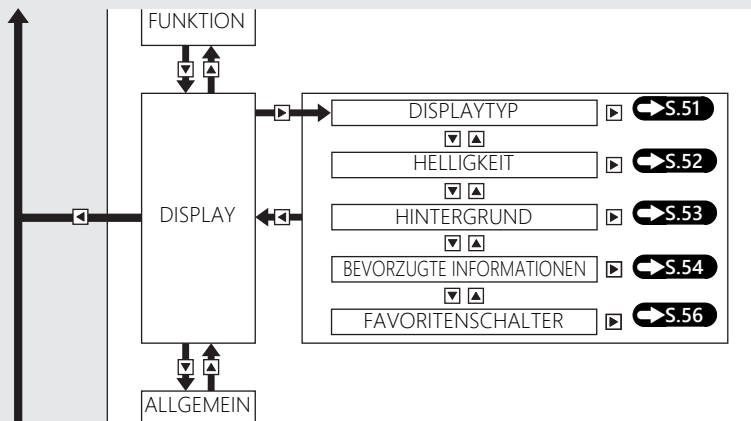 FUNKTION
DISPLAY
DISPLAYTYP S.51
HELLIGKEIT S.52
HINTERGRUND S.53
BEVORZUGTE INFORMATIONEN S.54
FAVORITENSCHALTER S.56
ALLGEMEIN